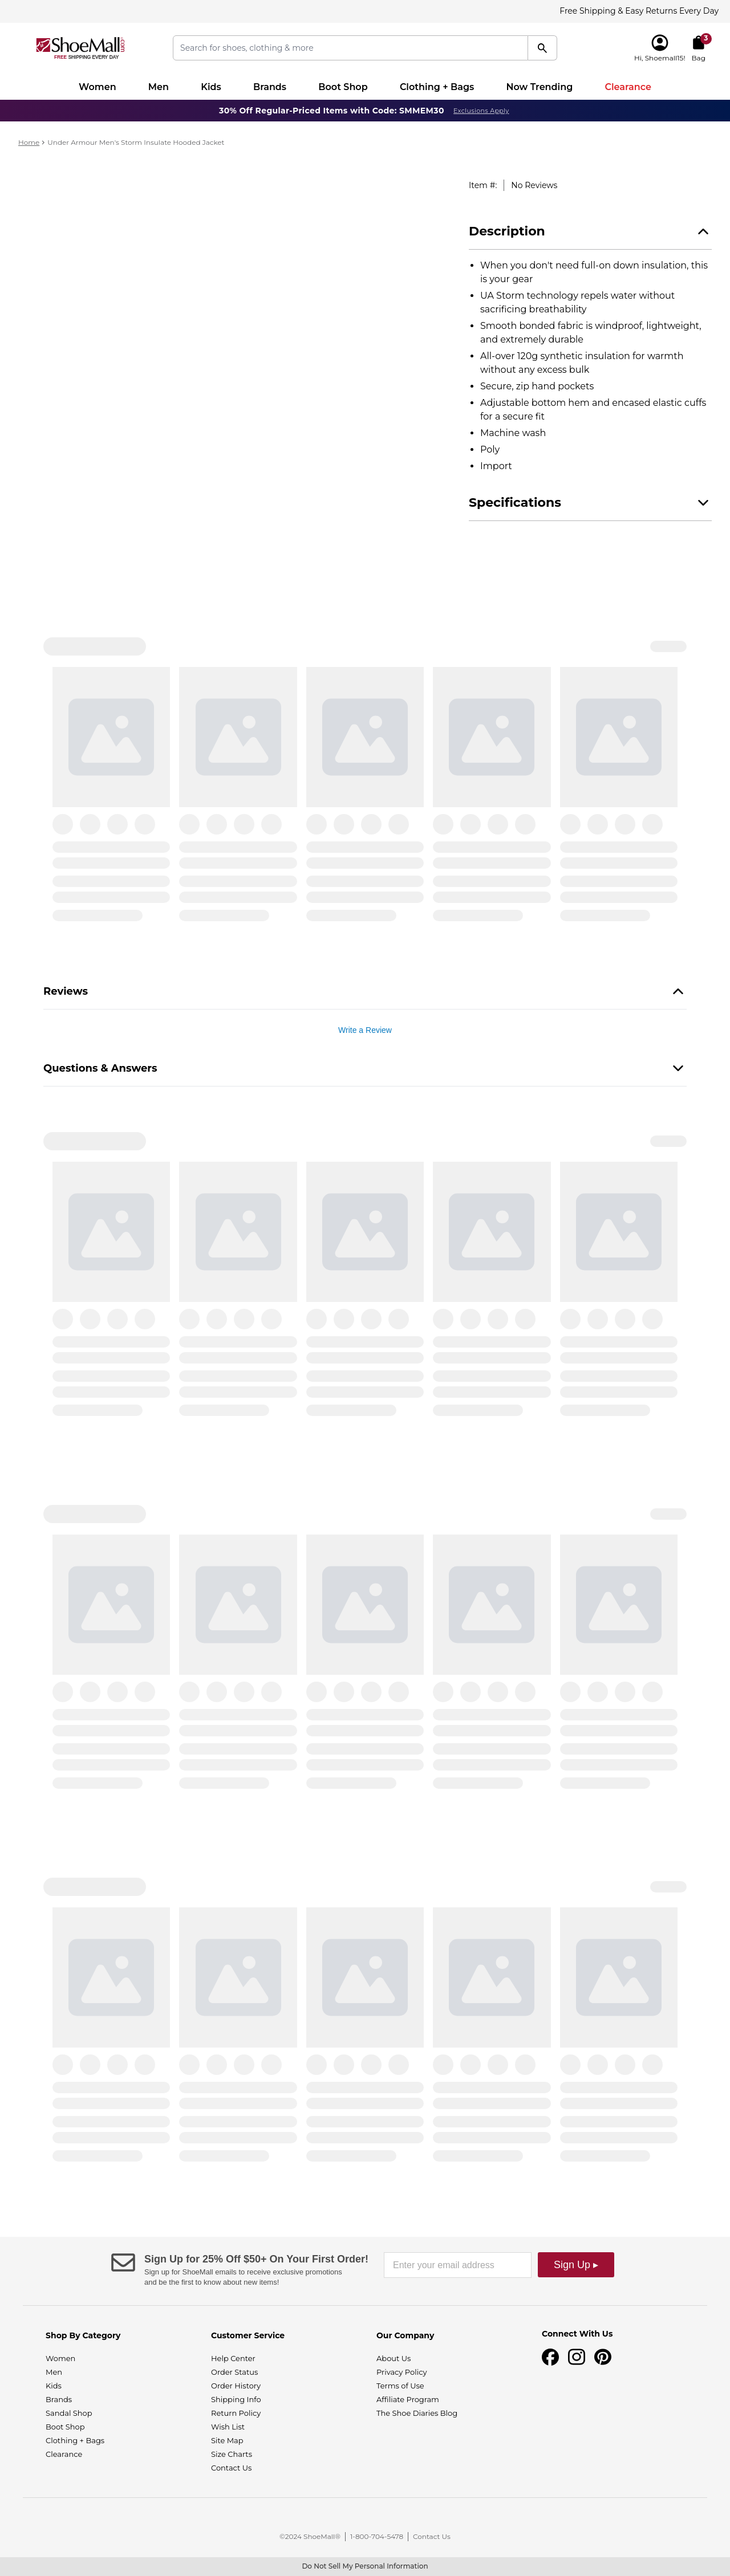 Free Shipping & Easy Returns Every Day
ShoeMall.com
FREE SHIPPING EVERY DAY
Search for shoes, clothing & more
3
Hi, Shoemall15!
Bag
Women
Men
Kids
Brands
Boot Shop
Clothing + Bags
Now Trending
Clearance
30% Off Regular-Priced Items with Code: SMMEM30 Exclusions Apply
Home > Under Armour Men's Storm Insulate Hooded Jacket
Item #: | No Reviews
Description
• When you don't need full-on down insulation, this
is your gear
• UA Storm technology repels water without
sacrificing breathability
• Smooth bonded fabric is windproof, lightweight,
and extremely durable
• All-over 120g synthetic insulation for warmth
without any excess bulk
• Secure, zip hand pockets
• Adjustable bottom hem and encased elastic cuffs
for a secure fit
• Machine wash
• Poly
• Import
Specifications
Reviews
Write a Review
Questions & Answers
Sign Up for 25% Off $50+ On Your First Order!
Sign up for ShoeMall emails to receive exclusive promotions
and be the first to know about new items!
Enter your email address
Sign Up ▸
Shop By Category
Women
Men
Kids
Brands
Sandal Shop
Boot Shop
Clothing + Bags
Clearance
Customer Service
Help Center
Order Status
Order History
Shipping Info
Return Policy
Wish List
Site Map
Size Charts
Contact Us
Our Company
About Us
Privacy Policy
Terms of Use
Affiliate Program
The Shoe Diaries Blog
Connect With Us
©2024 ShoeMall® | 1-800-704-5478 | Contact Us
Do Not Sell My Personal Information